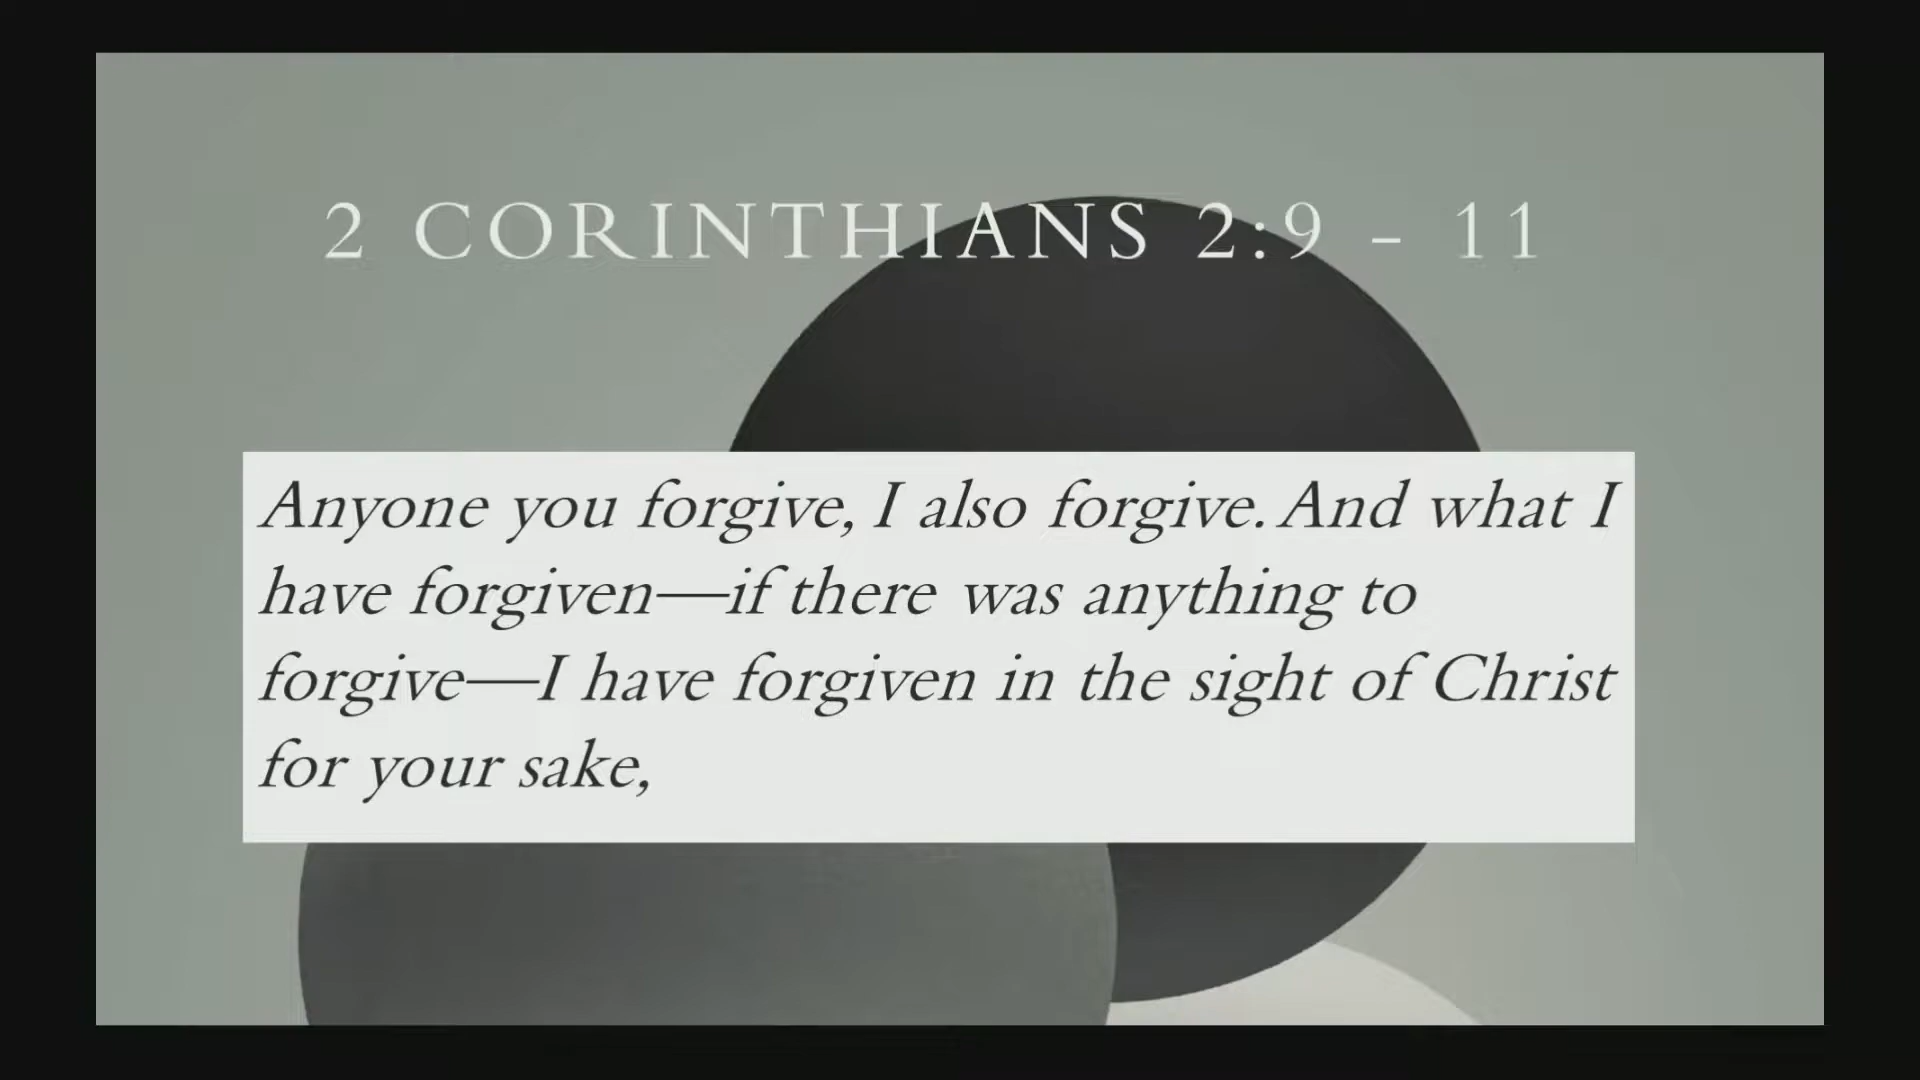 2 CORINTHIANS 2:9 – 11
Anyone you forgive, I also forgive. And what I
have forgiven—if there was anything to
forgive—I have forgiven in the sight of Christ
for your sake,